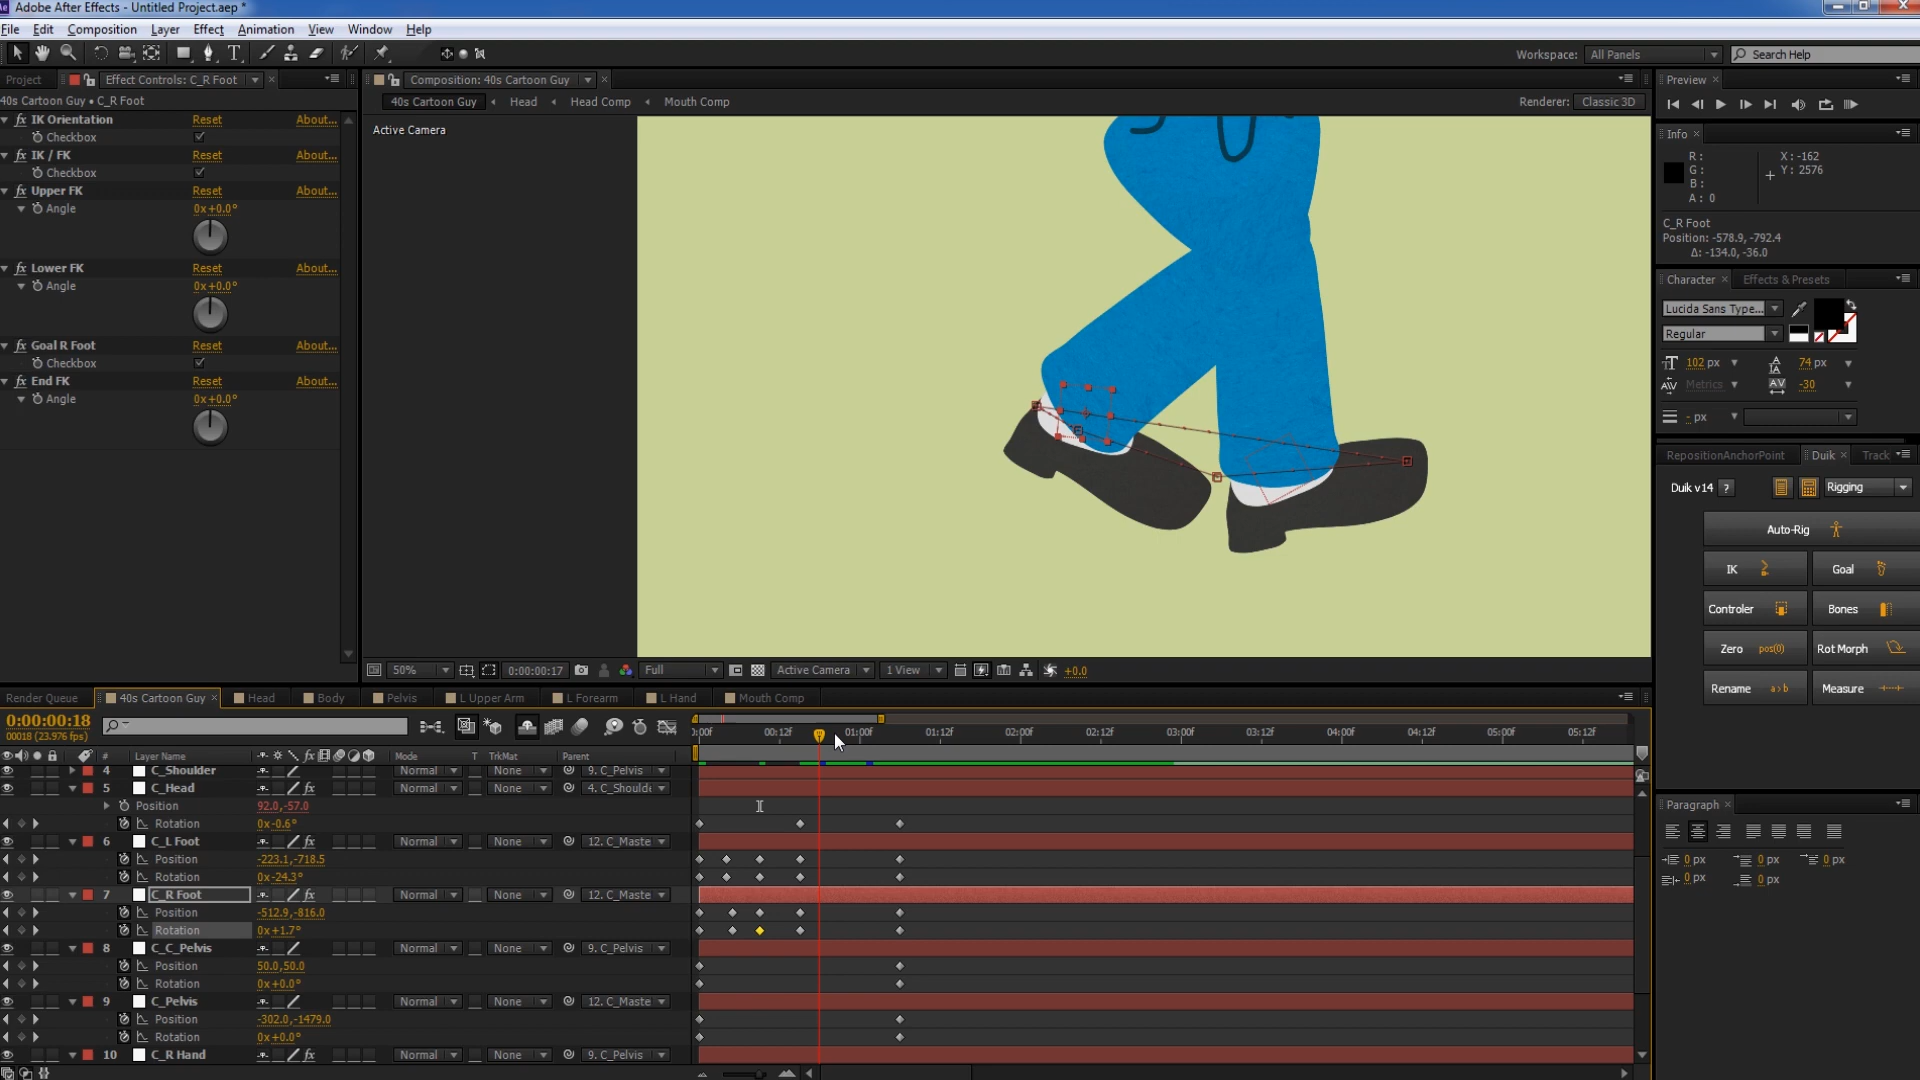 Adobe After Effects - Untitled Project.aep *
File Edit Composition Layer Effect Animation View Window Help
Workspace: All Panels Search Help
Project Effect Controls: C_R Foot
40s Cartoon Guy • C_R Foot
IK Orientation Reset About...
Checkbox
IK / FK Reset About...
Checkbox
Upper FK Reset About...
Angle 0x+0.0°
Lower FK Reset About...
Angle 0x+0.0°
Goal R Foot Reset About...
Checkbox
End FK Reset About...
Angle 0x+0.0°
Composition: 40s Cartoon Guy
40s Cartoon Guy Head Head Comp Mouth Comp
Renderer: Classic 3D
Active Camera
50% 0:00:00:17 Full Active Camera 1 View +0.0
Preview
Info
R: X: -162
G: Y: 2576
B:
A: 0
C_R Foot
Position: -578.9, -792.4
Δ: -134.0, -36.0
Character Effects & Presets
Lucida Sans Type...
Regular
102 px 74 px
Metrics -30
- px
RepositionAnchorPoint Duik Track
Duik v14 ? Rigging
Auto-Rig
IK Goal
Controler Bones
Zero pos(0) Rot Morph
Rename a>b Measure
Paragraph
0 px 0 px 0 px
0 px 0 px
Render Queue 40s Cartoon Guy Head Body Pelvis L Upper Arm L Forearm L Hand Mouth Comp
0:00:00:18
00018 (23.976 fps)
):00f 00:12f 01:00f 01:12f 02:00f 02:12f 03:00f 03:12f 04:00f 04:12f 05:00f 05:12f
# Layer Name Mode T TrkMat Parent
4 C_Shoulder Normal None 9. C_Pelvis
5 C_Head Normal None 4. C_Should
Position 92.0,-57.0
Rotation 0x-0.6°
6 C_L Foot Normal None 12. C_Maste
Position -223.1,-718.5
Rotation 0x-24.3°
7 C_R Foot Normal None 12. C_Maste
Position -512.9,-816.0
Rotation 0x+1.7°
8 C_C_Pelvis Normal None 9. C_Pelvis
Position 50.0,50.0
Rotation 0x+0.0°
9 C_Pelvis Normal None 12. C_Maste
Position -302.0,-1479.0
Rotation 0x+0.0°
10 C_R Hand Normal None 9. C_Pelvis